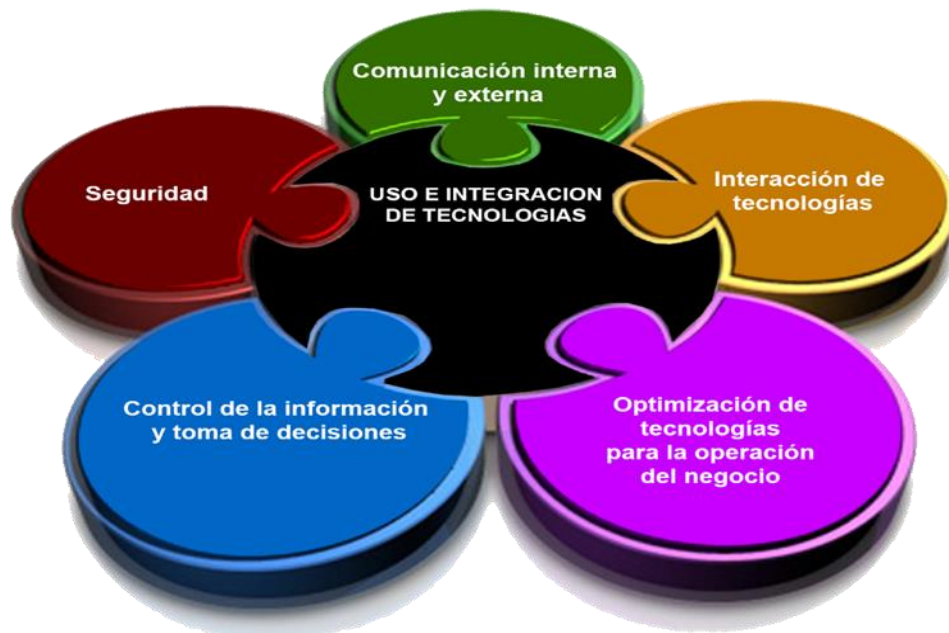 Comunicación interna
y externa
Seguridad
USO E INTEGRACION
DE TECNOLOGIAS
Interacción de
tecnologías
Control de la información
y toma de decisiones
Optimización de
tecnologías
para la operación
del negocio